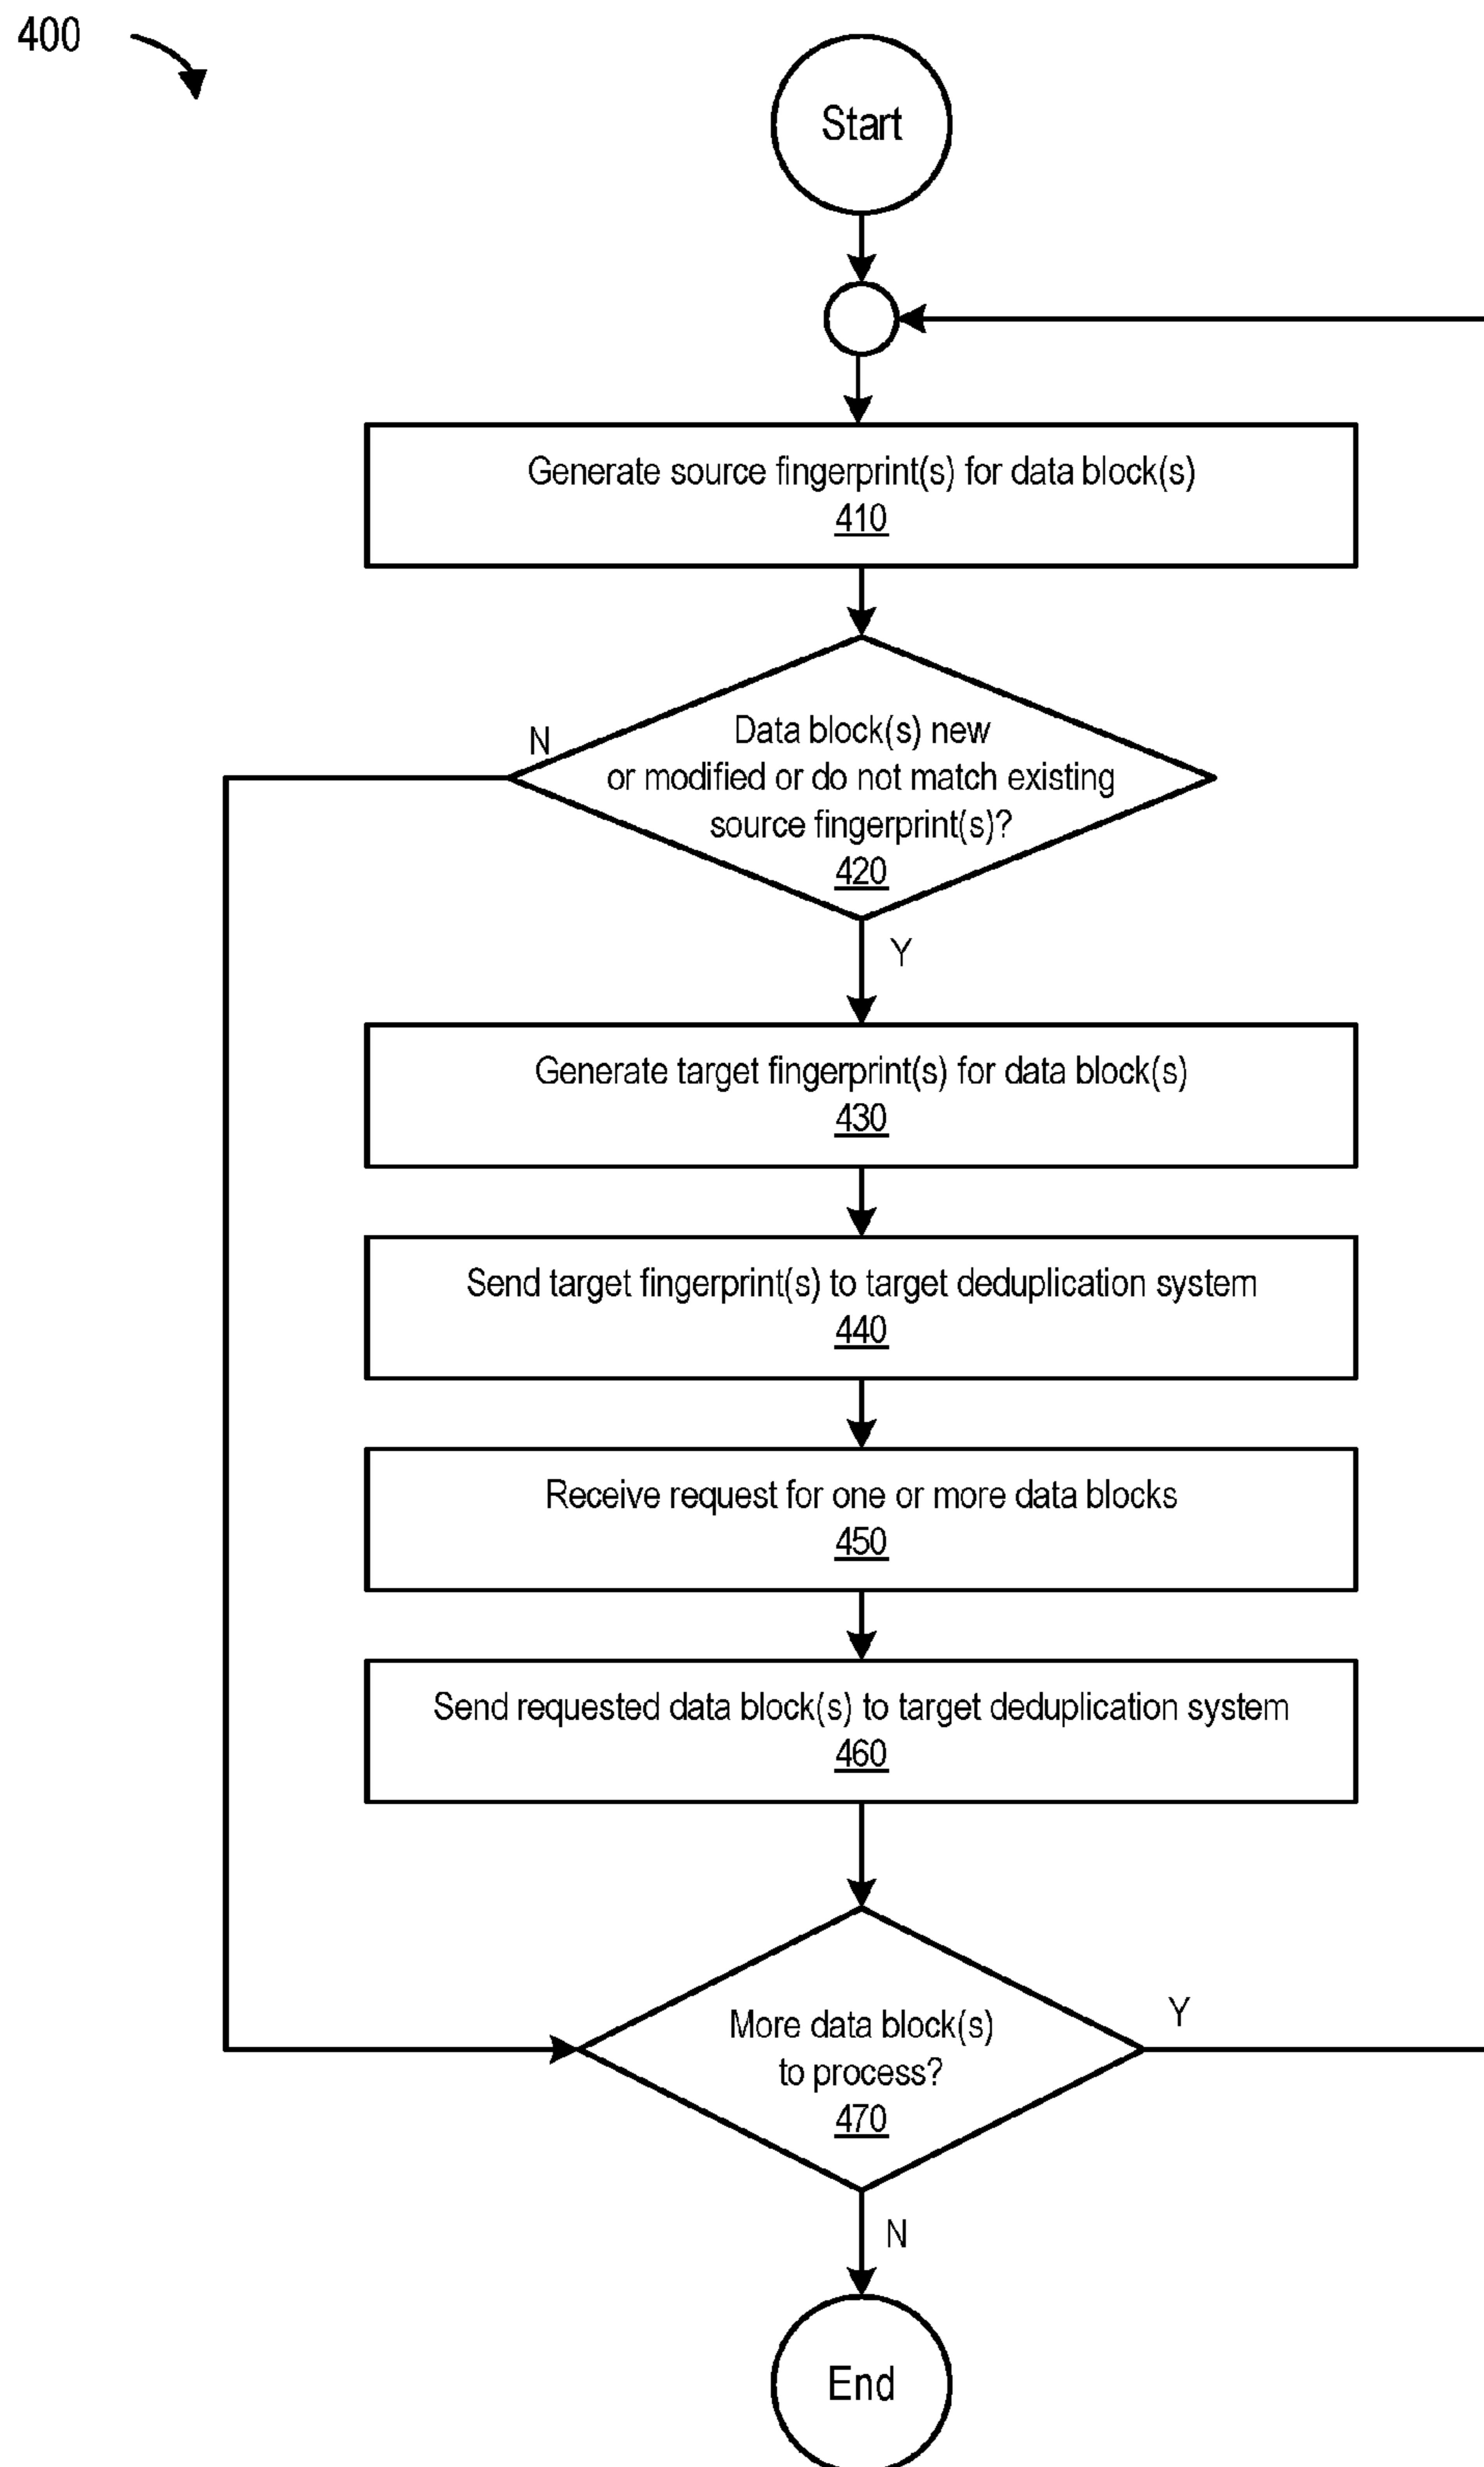 400
Start
Generate source fingerprint(s) for data block(s)
410
N
Data block(s) new
or modified or do not match existing
source fingerprint(s)?
420
Y
Generate target fingerprint(s) for data block(s)
430
Send target fingerprint(s) to target deduplication system
440
Receive request for one or more data blocks
450
Send requested data block(s) to target deduplication system
460
More data block(s)
to process?
470
Y
N
End